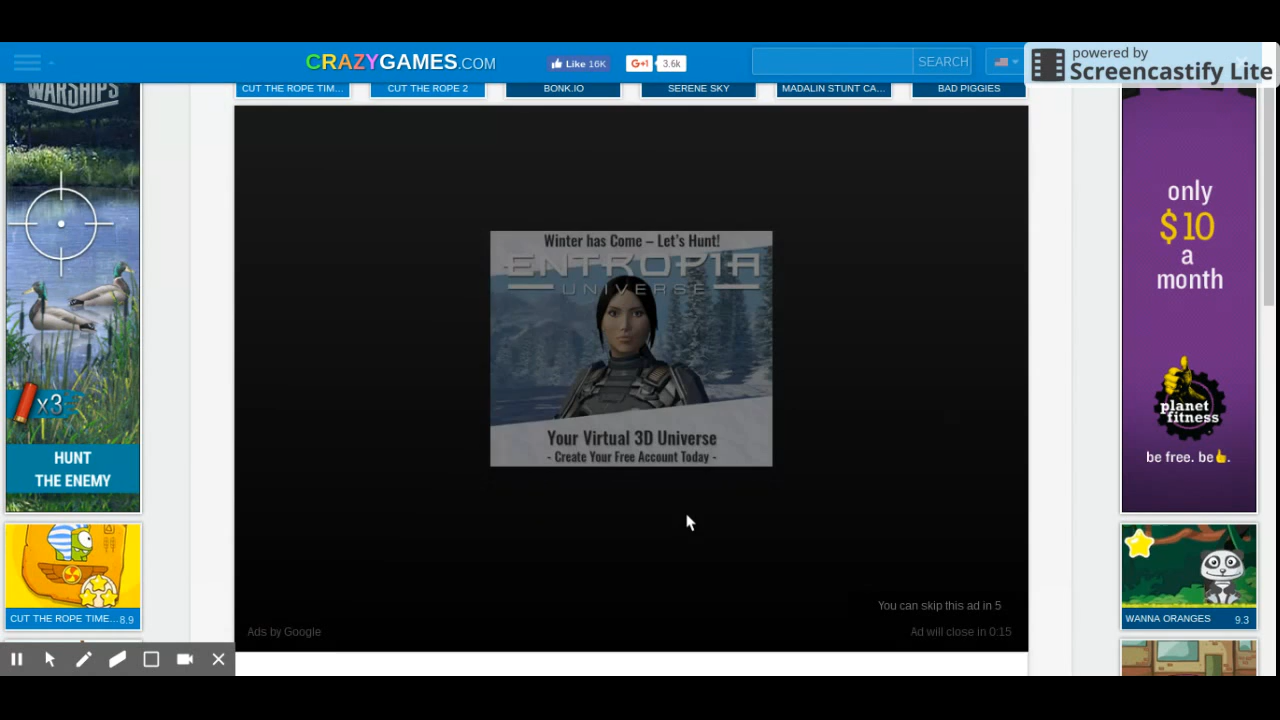 CRAZYGAMES.COM
Like 16K
G+1
3.6k
SEARCH
powered by
Screencastify Lite
CUT THE ROPE TIM...
CUT THE ROPE 2
BONK.IO
SERENE SKY
MADALIN STUNT CA...
BAD PIGGIES
WARSHIPS
x3
HUNT
THE ENEMY
CUT THE ROPE TIME...
8.9
Winter has Come – Let's Hunt!
ENTROPIA
UNIVERSE
Your Virtual 3D Universe
- Create Your Free Account Today -
You can skip this ad in 5
Ads by Google
Ad will close in 0:15
only
$10
a
month
planet
fitness
be free. be
WANNA ORANGES
9.3